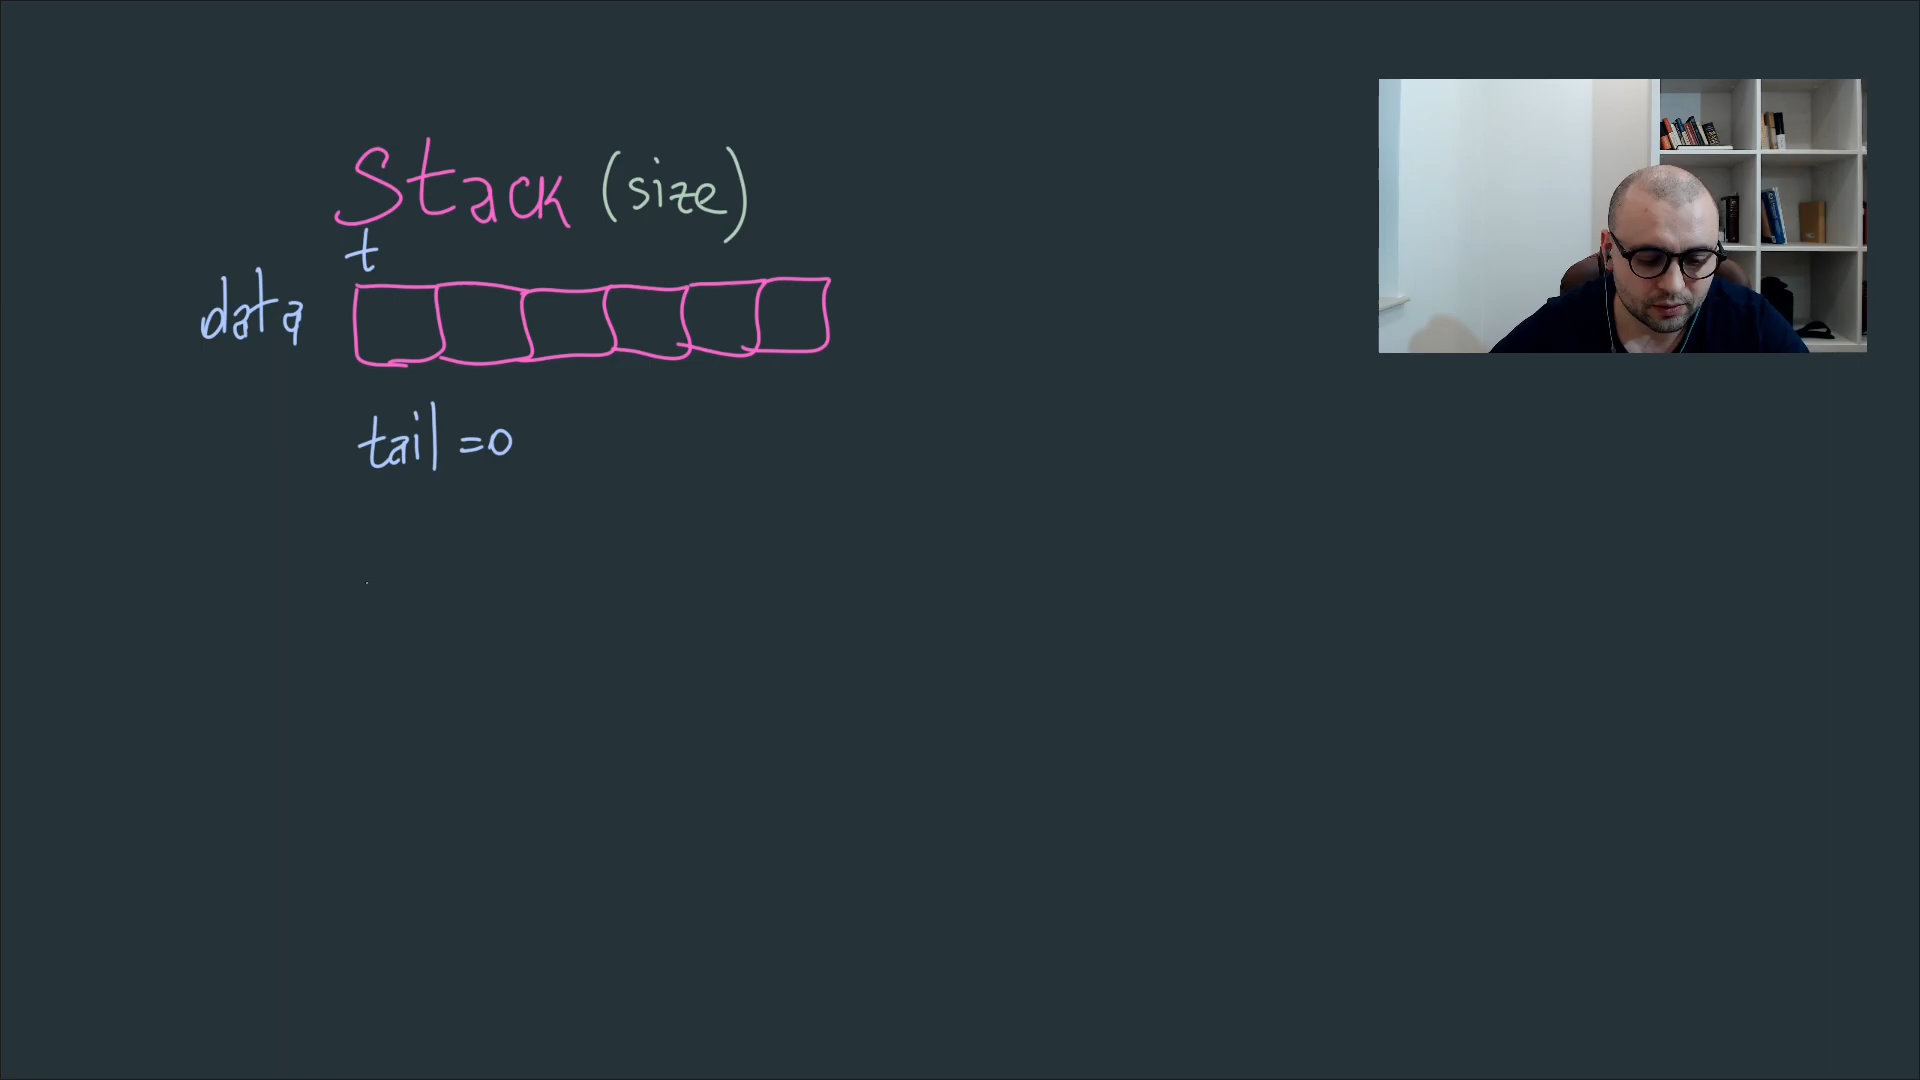 Stack (size)
t
data
tail =0